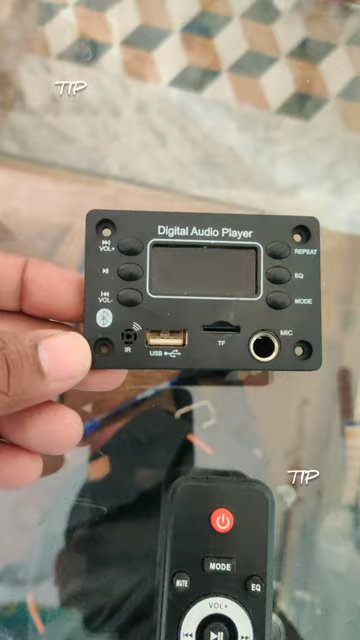 TTP
Digital Audio Player
VOL+
REPEAT
EQ
VOL-
MODE
MIC
IR
USB
TF
TTP
MODE
MUTE
EQ
VOL+